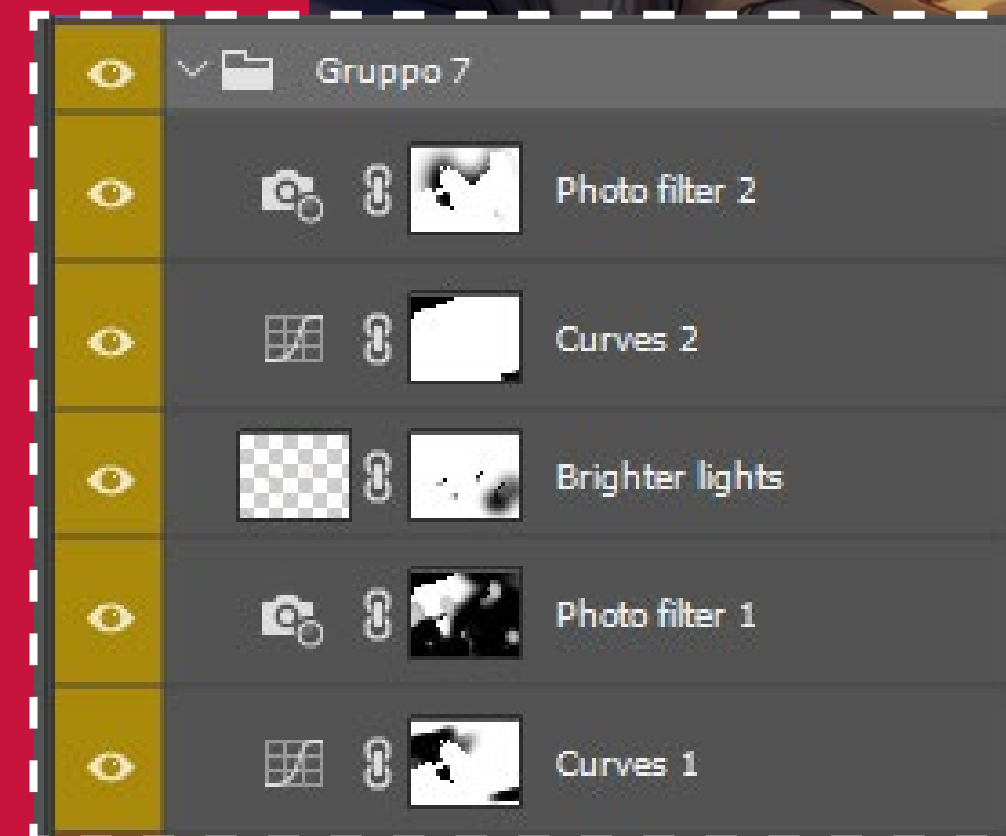 Gruppo 7
Photo filter 2
Curves 2
Brighter lights
Photo filter 1
Curves 1